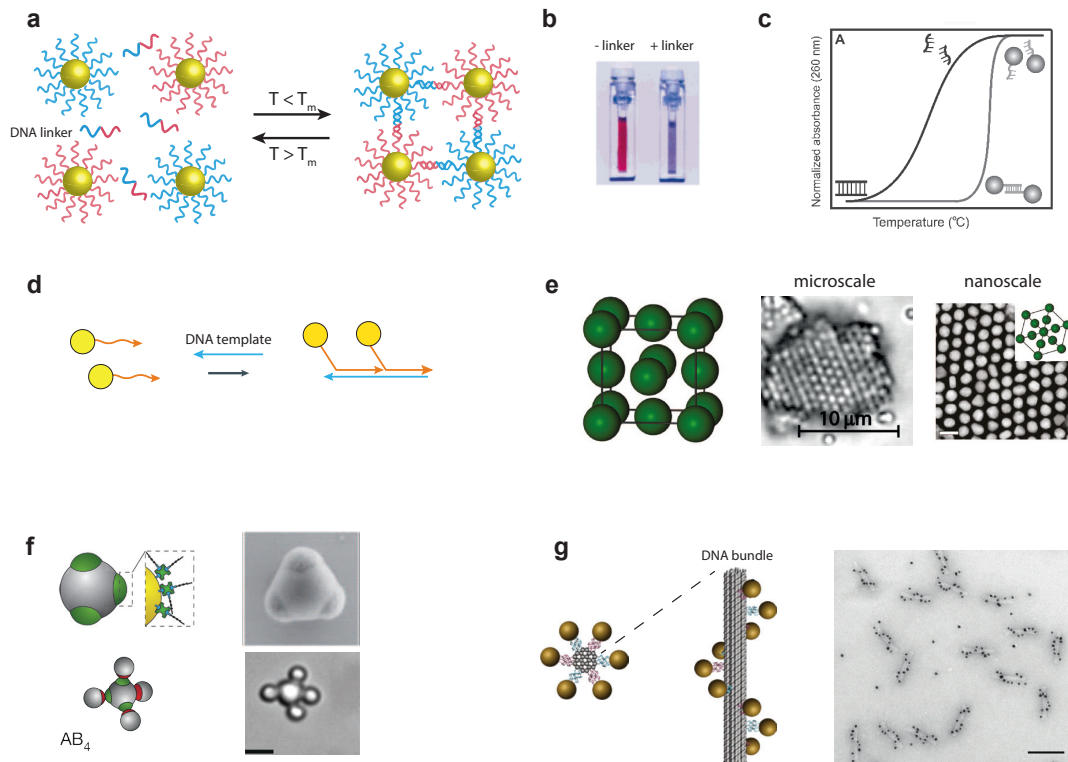 a
DNA linker
T < Tm
T > Tm
b
- linker
+ linker
c
A
Normalized absorbance (260 nm)
Temperature (°C)
d
DNA template
e
microscale
nanoscale
10 μm
f
AB4
g
DNA bundle